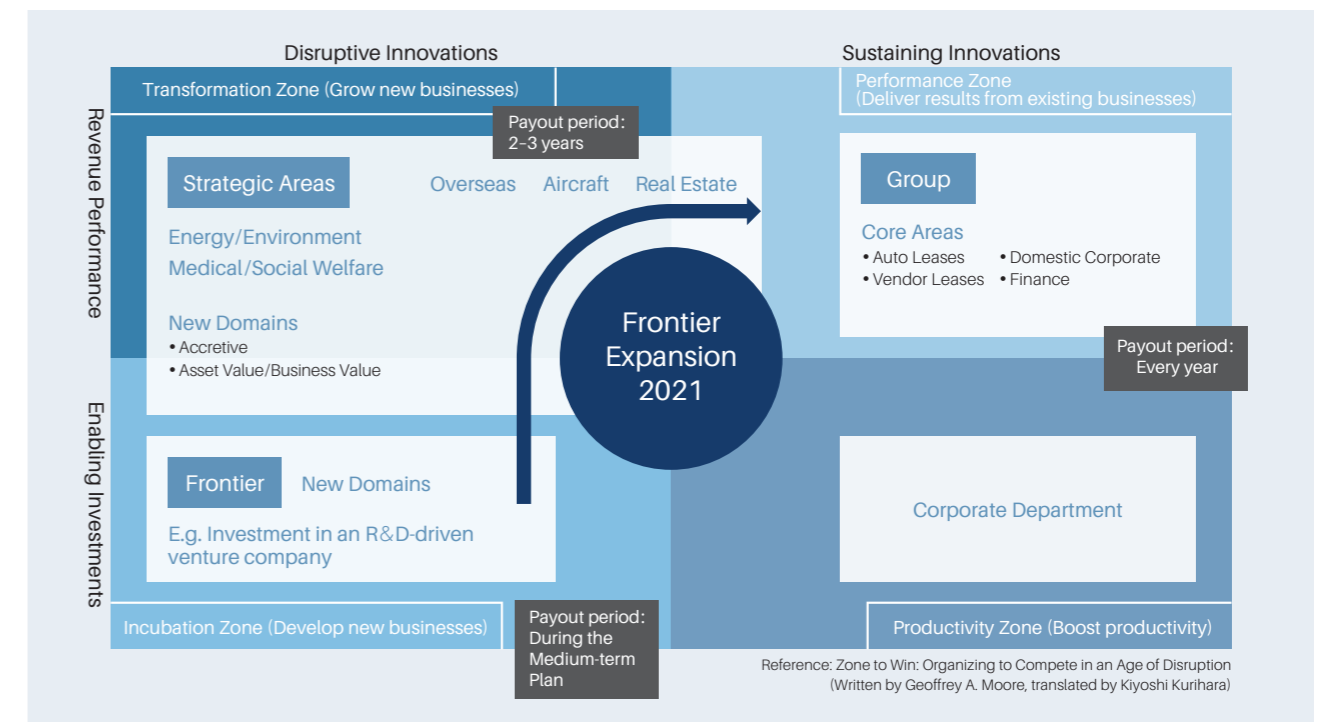 Disruptive Innovations
Sustaining Innovations
Revenue Performance
Enabling Investments
Transformation Zone (Grow new businesses)
Payout period:
2–3 years
Strategic Areas
Overseas Aircraft Real Estate
Energy/Environment
Medical/Social Welfare
New Domains
• Accretive
• Asset Value/Business Value
Performance Zone
(Deliver results from existing businesses)
Group
Core Areas
• Auto Leases • Domestic Corporate
• Vendor Leases • Finance
Payout period:
Every year
Frontier
Expansion
2021
Frontier New Domains
E.g. Investment in an R&D-driven
venture company
Incubation Zone (Develop new businesses)
Payout period:
During the
Medium-term
Plan
Corporate Department
Productivity Zone (Boost productivity)
Reference: Zone to Win: Organizing to Compete in an Age of Disruption
(Written by Geoffrey A. Moore, translated by Kiyoshi Kurihara)